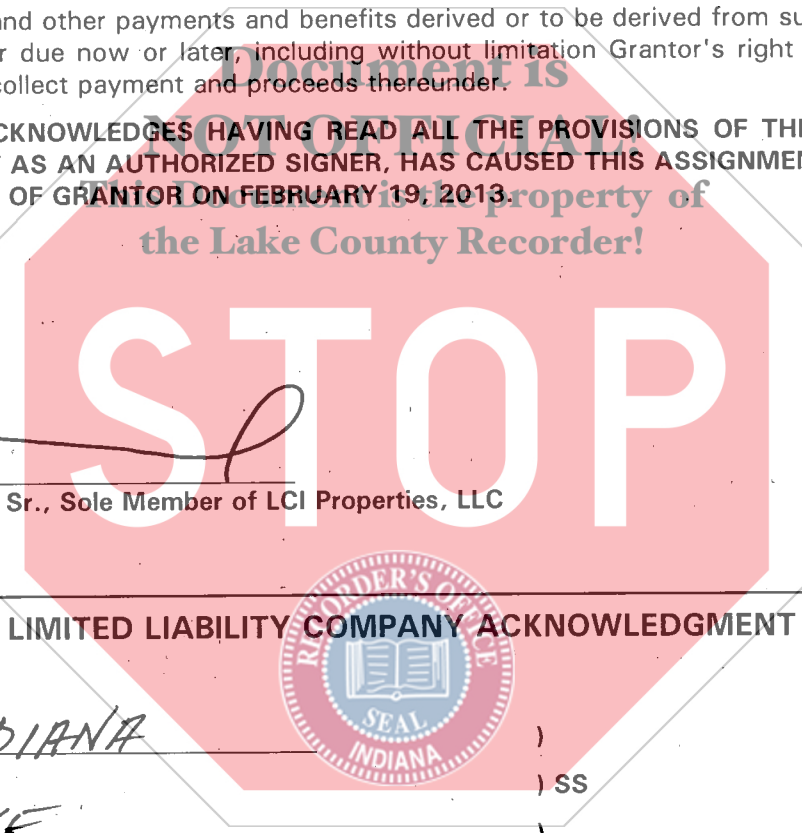 and other payments and benefits derived or to be derived from su
r due now or later, including without limitation Grantor's right
collect payment and proceeds thereunder.
Document is
NOT OFFICIAL!
CKNOWLEDGES HAVING READ ALL THE PROVISIONS OF THI
Y AS AN AUTHORIZED SIGNER, HAS CAUSED THIS ASSIGNMEN
OF GRANTOR ON FEBRUARY 19, 2013.
This Document is the property of
the Lake County Recorder!
STOP
Sr., Sole Member of LCI Properties, LLC
RECORDER'S OFFICE
SEAL
INDIANA
LIMITED LIABILITY COMPANY ACKNOWLEDGMENT
DIANA )
) SS
KE )